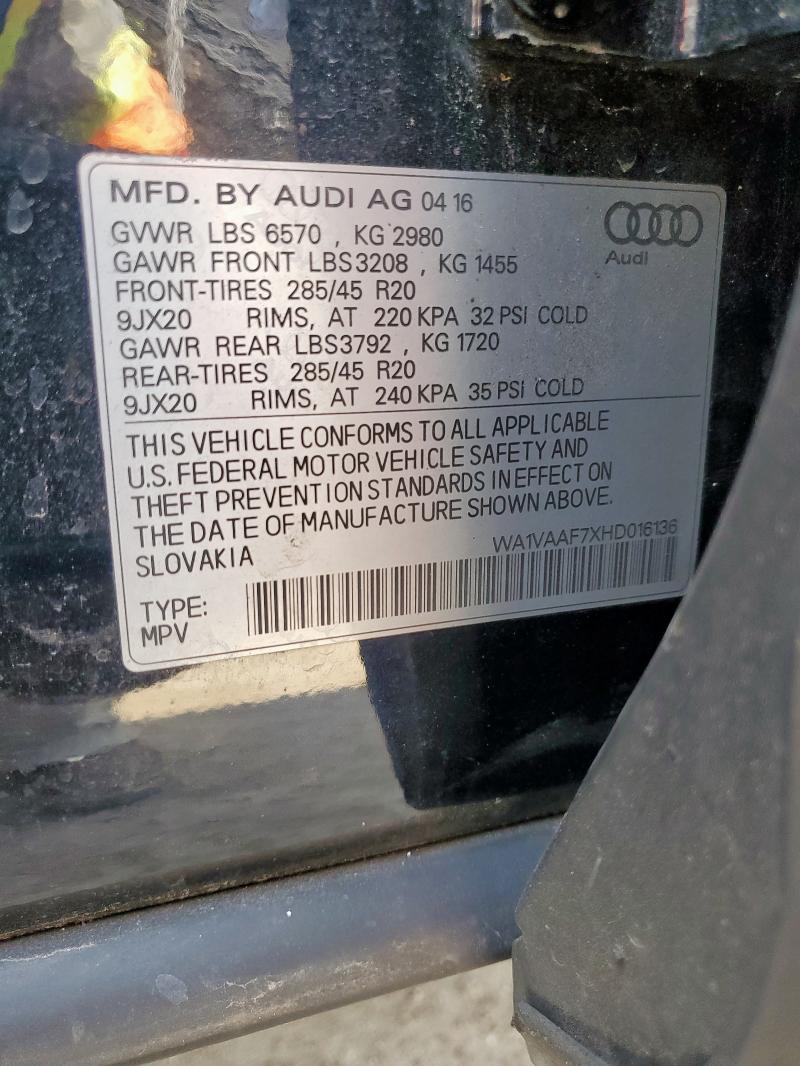 MFD. BY AUDI AG 04 16
Audi
GVWR LBS 6570 , KG 2980
GAWR FRONT LBS3208 , KG 1455
FRONT-TIRES 285/45 R20
9JX20 RIMS, AT 220 KPA 32 PSI COLD
GAWR REAR LBS3792 , KG 1720
REAR-TIRES 285/45 R20
9JX20 RIMS, AT 240 KPA 35 PSI COLD
THIS VEHICLE CONFORMS TO ALL APPLICABLE
U.S. FEDERAL MOTOR VEHICLE SAFETY AND
THEFT PREVENTION STANDARDS IN EFFECT ON
THE DATE OF MANUFACTURE SHOWN ABOVE.
SLOVAKIA
WA1VAAF7XHD016136
TYPE:
MPV